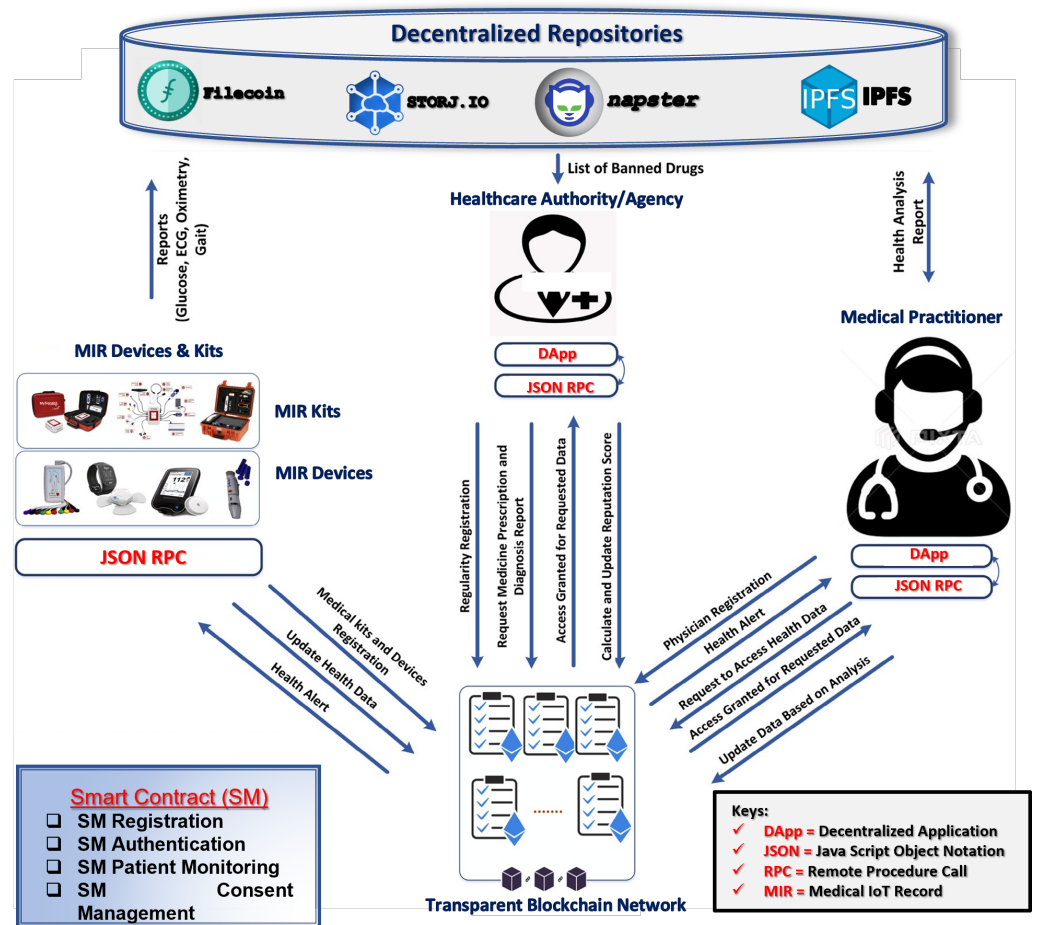 Decentralized Repositories
Filecoin
STORJ.IO
napster
IPFS
IPFS
List of Banned Drugs
Healthcare Authority/Agency
Reports
(Glucose, ECG, Oximetry,
Gait)
Health Analysis
Report
Medical Practitioner
MIR Devices & Kits
MIR Kits
MIR Devices
JSON RPC
DApp
JSON RPC
DApp
JSON RPC
Regularity Registration
Request Medicine Prescription and
Diagnosis Report
Access Granted for Requested Data
Calculate and Update Reputation Score
Medical kits and Devices
Registration
Update Health Data
Health Alert
Physician Registration
Health Alert
Request to Access Health Data
Access Granted for Requested Data
Update Data Based on Analysis
Smart Contract (SM)
SM Registration
SM Authentication
SM Patient Monitoring
SM Consent
Management
Transparent Blockchain Network
Keys:
DApp = Decentralized Application
JSON = Java Script Object Notation
RPC = Remote Procedure Call
MIR = Medical IoT Record